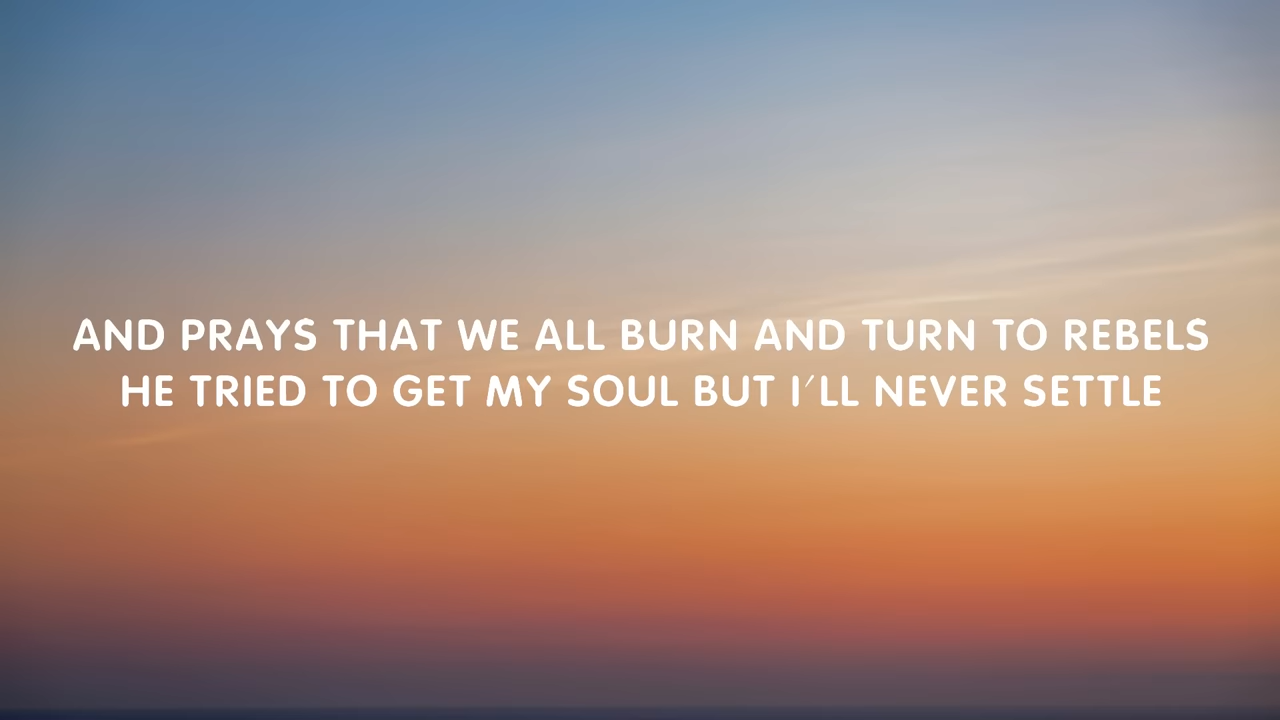 AND PRAYS THAT WE ALL BURN AND TURN TO REBELS
HE TRIED TO GET MY SOUL BUT I'LL NEVER SETTLE